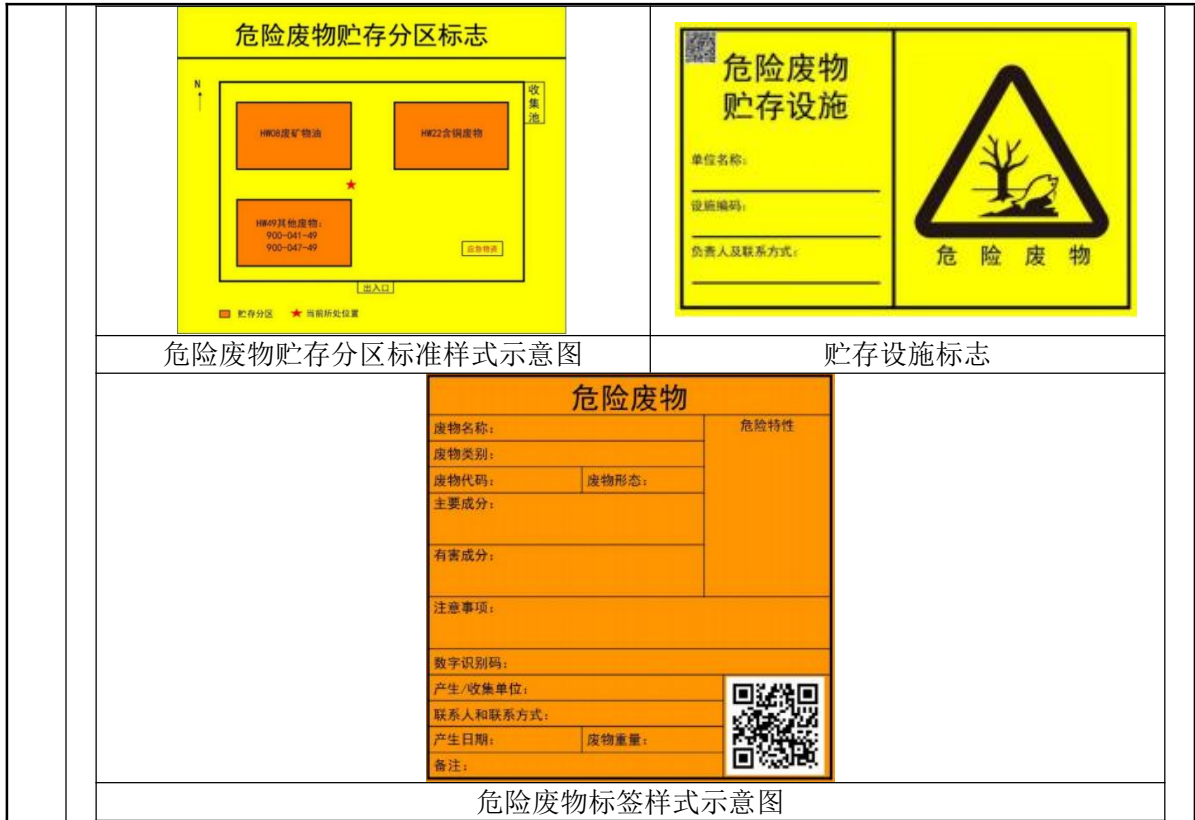 危险废物贮存分区标志
N
收集池
HW08废矿物油
HW22含铜废物
HW49其他废物:
900-041-49
900-047-49
应急物资
出入口
贮存分区 当前所处位置
危险废物
贮存设施
单位名称:
设施编码:
负责人及联系方式:
危险废物
危险废物贮存分区标准样式示意图
贮存设施标志
危险废物
废物名称:
危险特性
废物类别:
废物代码: 废物形态:
主要成分:
有害成分:
注意事项:
数字识别码:
产生/收集单位:
联系人和联系方式:
产生日期: 废物重量:
备注:
危险废物标签样式示意图